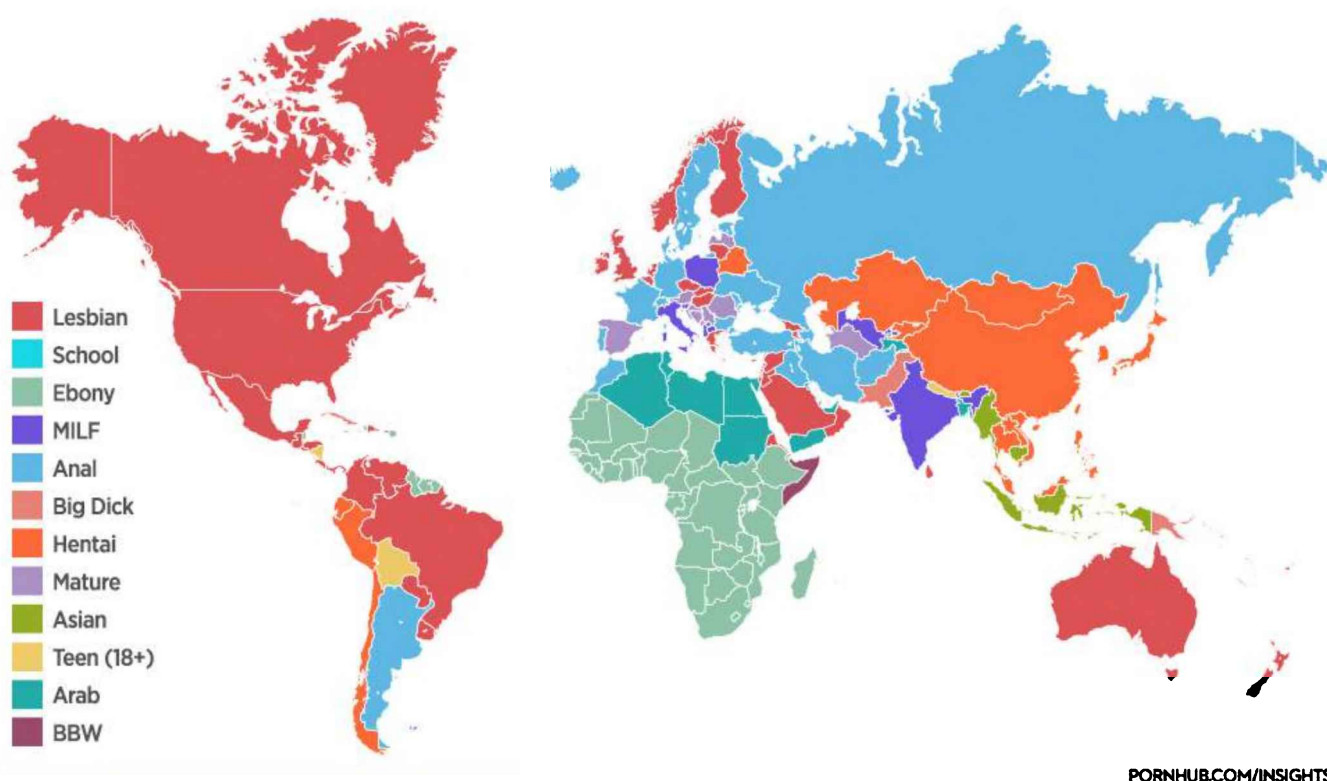 Lesbian
School
Ebony
MILF
Anal
Big Dick
Hentai
Mature
Asian
Teen (18+)
Arab
BBW
PORNHUB.COM/INSIGHTS